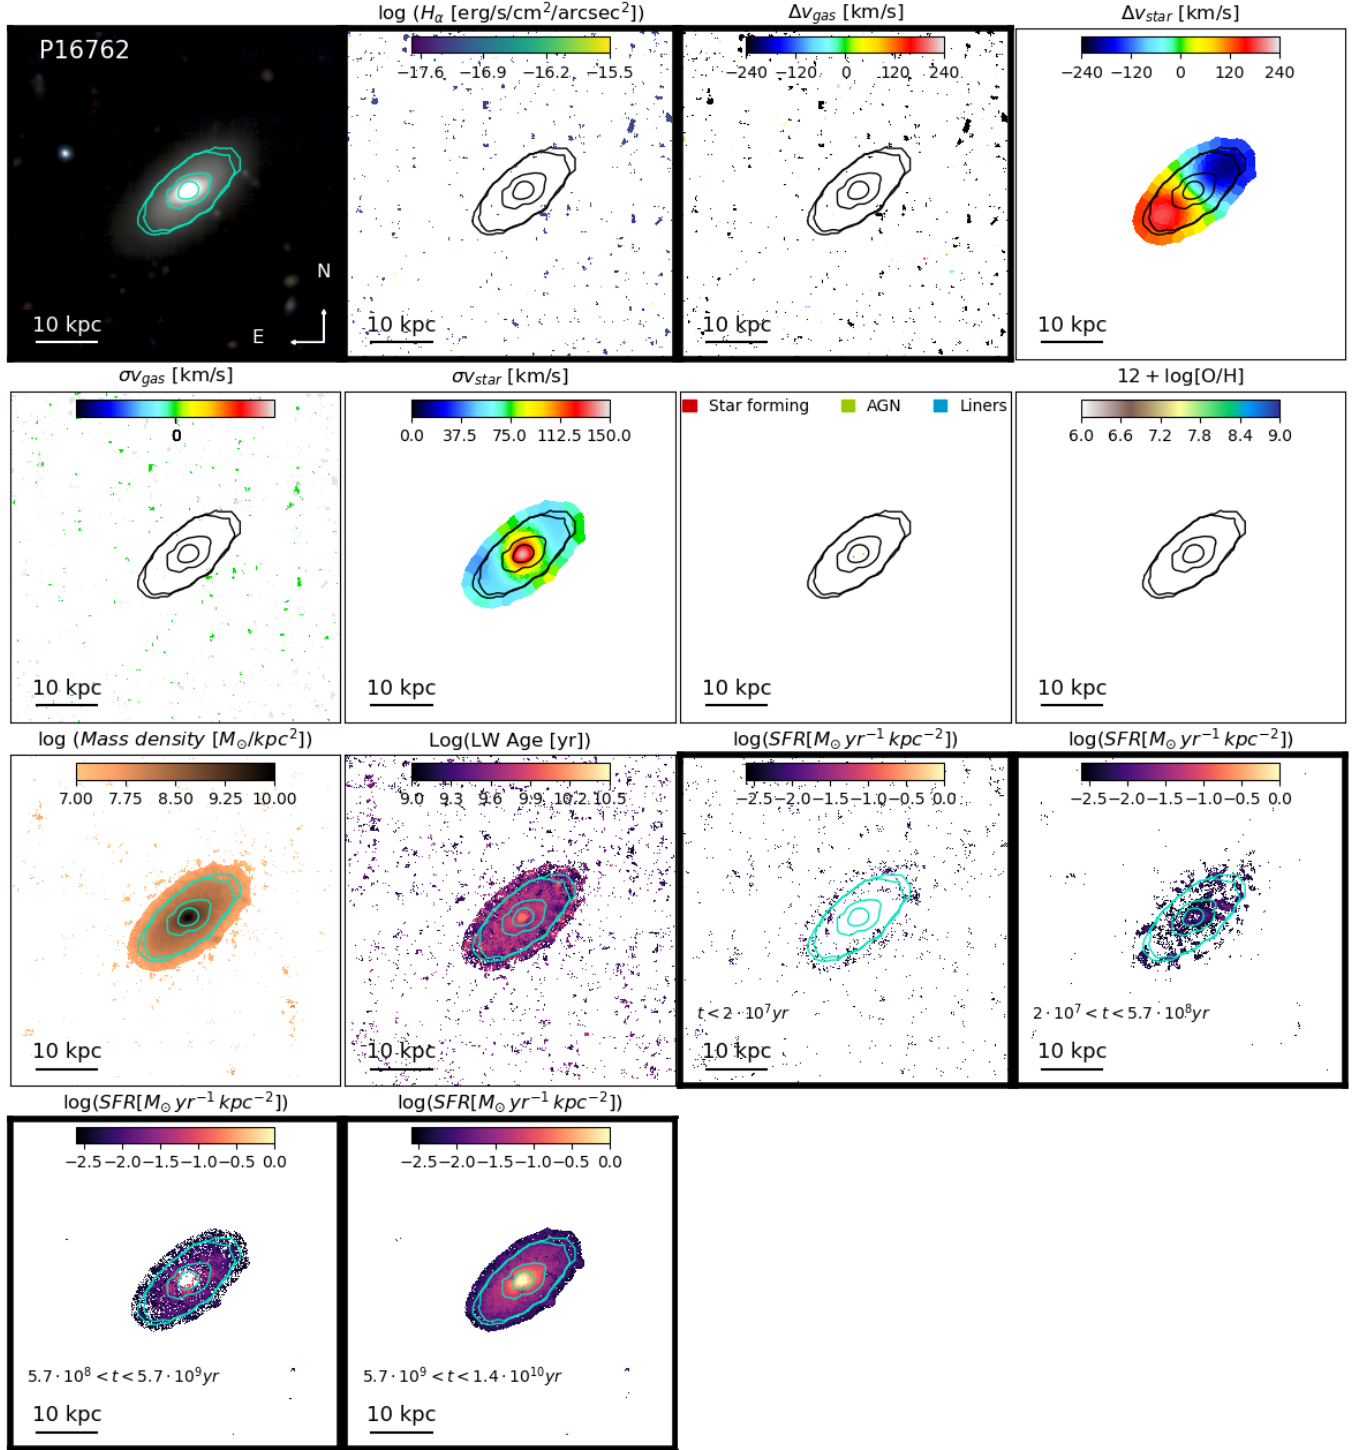 log (Hα [erg/s/cm²/arcsec²])
Δv_gas [km/s]
Δv_star [km/s]
P16762
N
E
10 kpc
−17.6 −16.9 −16.2 −15.5
10 kpc
−240 −120 0 120 240
10 kpc
−240 −120 0 120 240
10 kpc
σv_gas [km/s]
σv_star [km/s]
12 + log[O/H]
0
10 kpc
0.0 37.5 75.0 112.5 150.0
10 kpc
Star forming AGN Liners
10 kpc
6.0 6.6 7.2 7.8 8.4 9.0
10 kpc
log (Mass density [M⊙/kpc²])
Log(LW Age [yr])
log(SFR[M⊙ yr⁻¹ kpc⁻²])
log(SFR[M⊙ yr⁻¹ kpc⁻²])
7.00 7.75 8.50 9.25 10.00
10 kpc
9.0 9.3 9.6 9.9 10.2 10.5
10 kpc
−2.5 −2.0 −1.5 −1.0 −0.5 0.0
t < 2 · 10⁷yr
10 kpc
−2.5 −2.0 −1.5 −1.0 −0.5 0.0
2 · 10⁷ < t < 5.7 · 10⁸yr
10 kpc
log(SFR[M⊙ yr⁻¹ kpc⁻²])
log(SFR[M⊙ yr⁻¹ kpc⁻²])
−2.5 −2.0 −1.5 −1.0 −0.5 0.0
5.7 · 10⁸ < t < 5.7 · 10⁹yr
10 kpc
−2.5 −2.0 −1.5 −1.0 −0.5 0.0
5.7 · 10⁹ < t < 1.4 · 10¹⁰yr
10 kpc